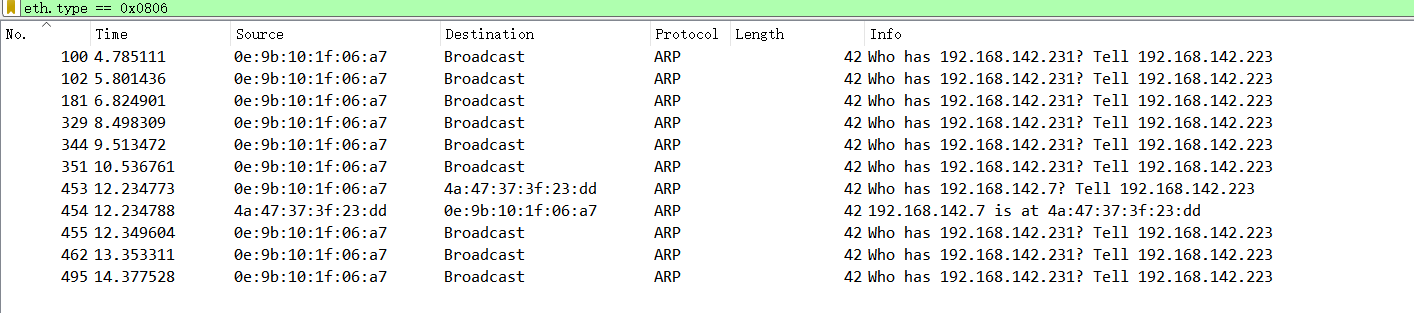 eth.type == 0x0806
No. Time Source Destination Protocol Length Info
100 4.785111 0e:9b:10:1f:06:a7 Broadcast ARP 42 Who has 192.168.142.231? Tell 192.168.142.223
102 5.801436 0e:9b:10:1f:06:a7 Broadcast ARP 42 Who has 192.168.142.231? Tell 192.168.142.223
181 6.824901 0e:9b:10:1f:06:a7 Broadcast ARP 42 Who has 192.168.142.231? Tell 192.168.142.223
329 8.498309 0e:9b:10:1f:06:a7 Broadcast ARP 42 Who has 192.168.142.231? Tell 192.168.142.223
344 9.513472 0e:9b:10:1f:06:a7 Broadcast ARP 42 Who has 192.168.142.231? Tell 192.168.142.223
351 10.536761 0e:9b:10:1f:06:a7 Broadcast ARP 42 Who has 192.168.142.231? Tell 192.168.142.223
453 12.234773 0e:9b:10:1f:06:a7 4a:47:37:3f:23:dd ARP 42 Who has 192.168.142.7? Tell 192.168.142.223
454 12.234788 4a:47:37:3f:23:dd 0e:9b:10:1f:06:a7 ARP 42 192.168.142.7 is at 4a:47:37:3f:23:dd
455 12.349604 0e:9b:10:1f:06:a7 Broadcast ARP 42 Who has 192.168.142.231? Tell 192.168.142.223
462 13.353311 0e:9b:10:1f:06:a7 Broadcast ARP 42 Who has 192.168.142.231? Tell 192.168.142.223
495 14.377528 0e:9b:10:1f:06:a7 Broadcast ARP 42 Who has 192.168.142.231? Tell 192.168.142.223